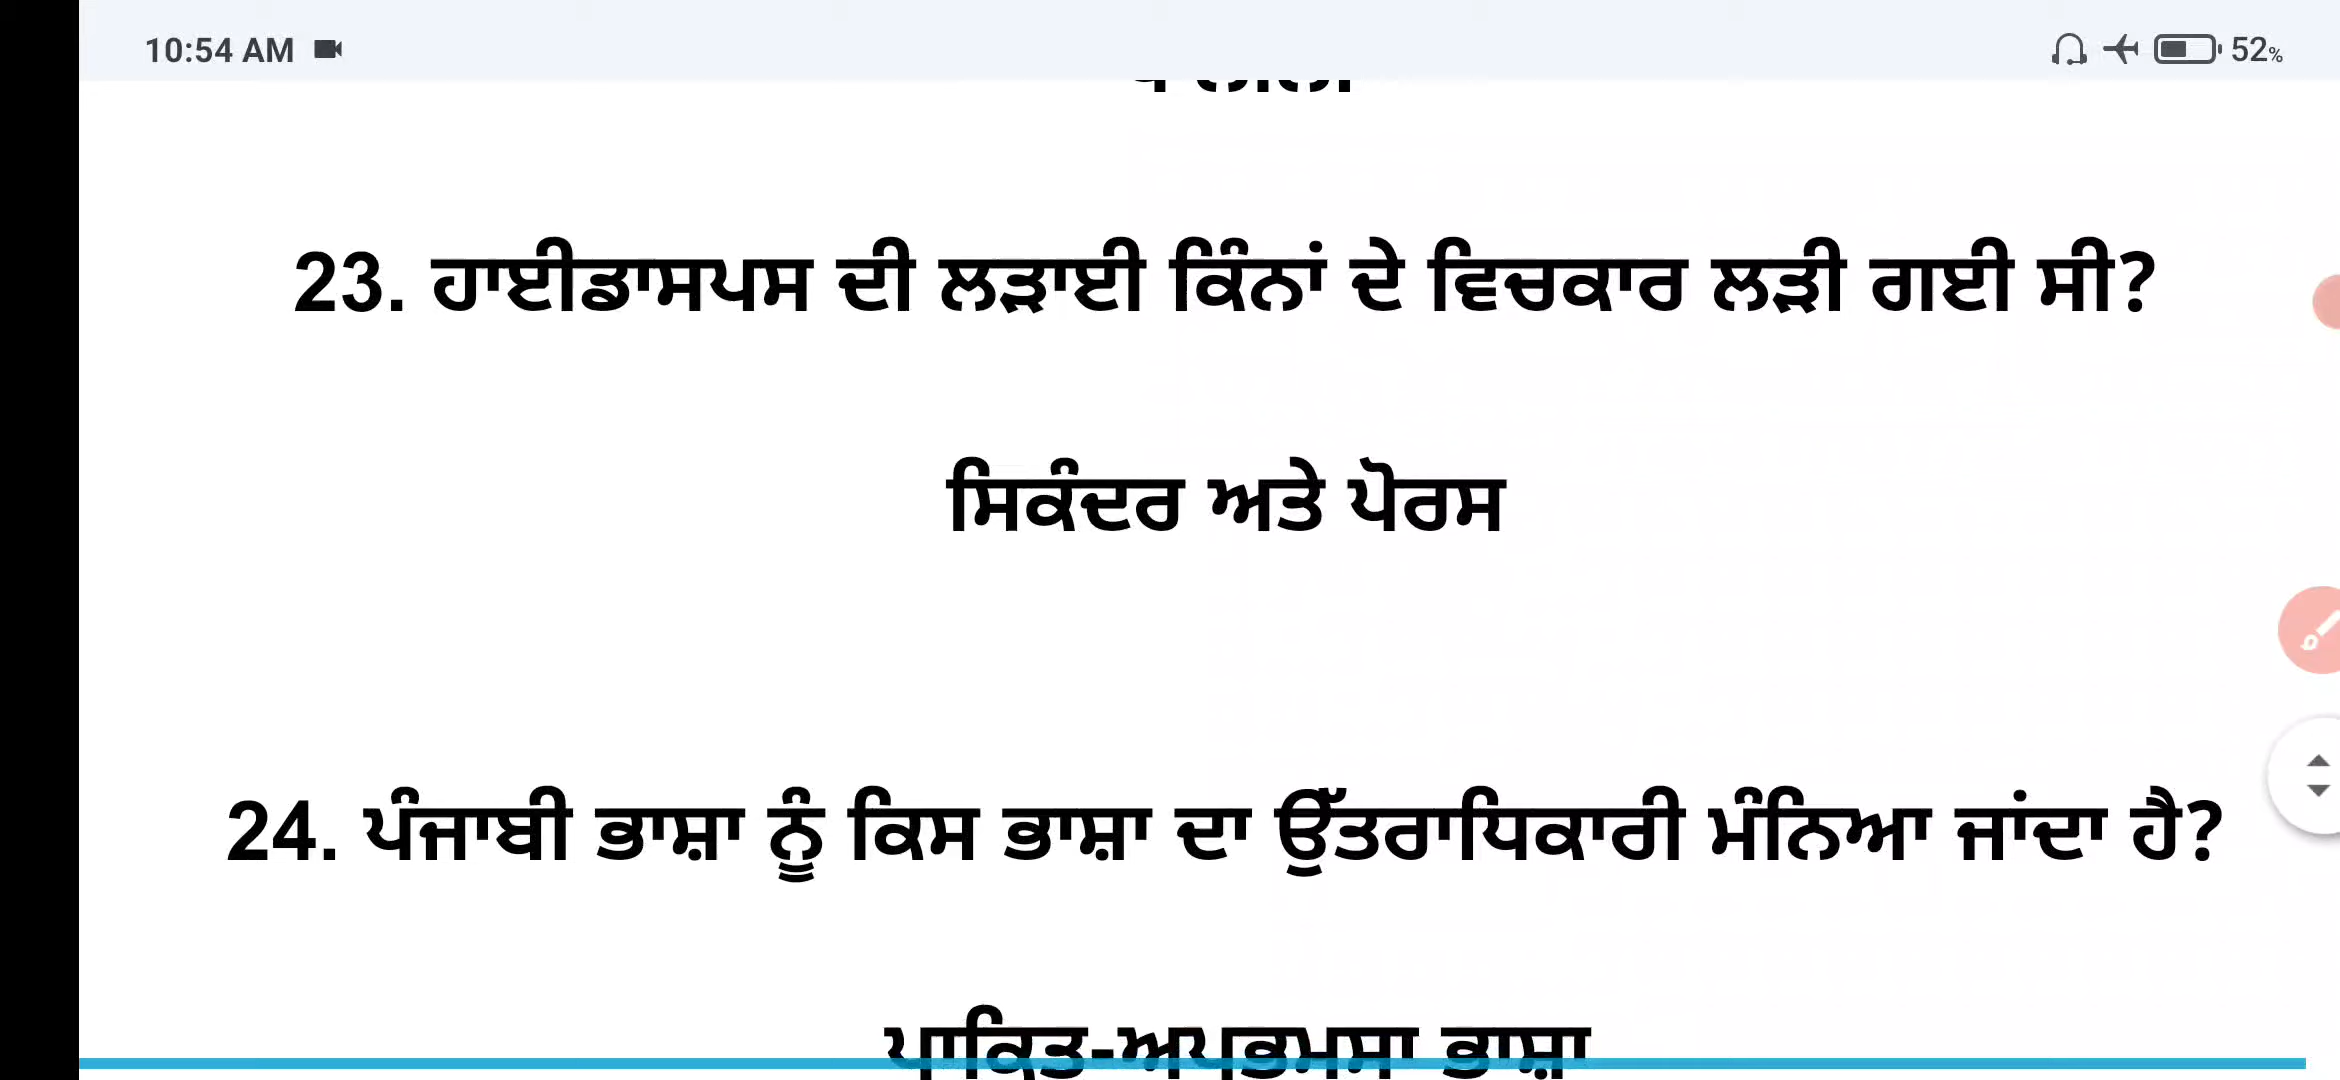 10:54 AM
52%
23. ਹਾਈਡਾਸਪਸ ਦੀ ਲੜਾਈ ਕਿੰਨਾਂ ਦੇ ਵਿਚਕਾਰ ਲੜੀ ਗਈ ਸੀ?
ਸਿਕੰਦਰ ਅਤੇ ਪੋਰਸ
24. ਪੰਜਾਬੀ ਭਾਸ਼ਾ ਨੂੰ ਕਿਸ ਭਾਸ਼ਾ ਦਾ ਉੱਤਰਾਧਿਕਾਰੀ ਮੰਨਿਆ ਜਾਂਦਾ ਹੈ?
ਭਾਸ਼ਾ